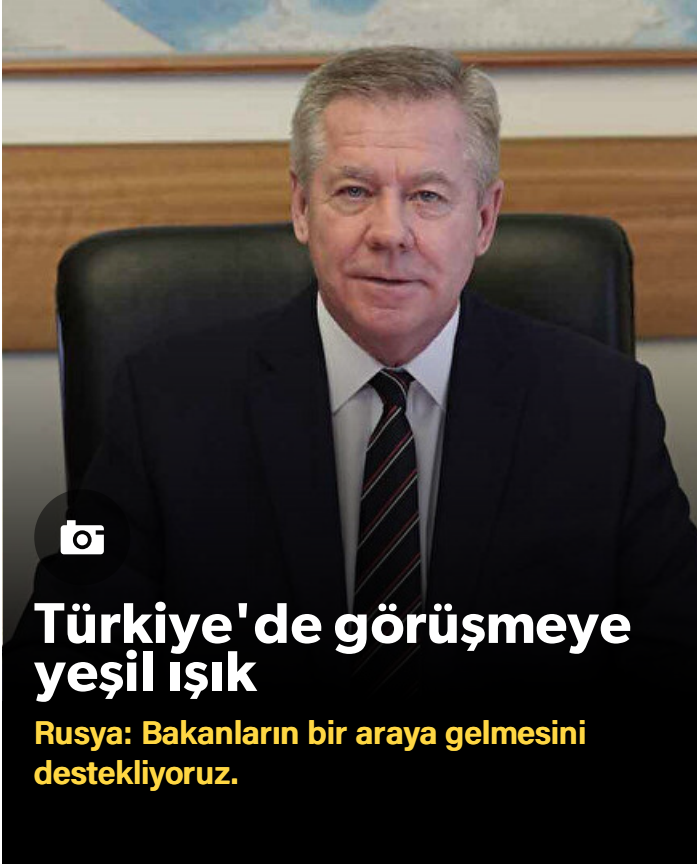 Türkiye'de görüşmeye
yeşil ışık
Rusya: Bakanların bir araya gelmesini
destekliyoruz.